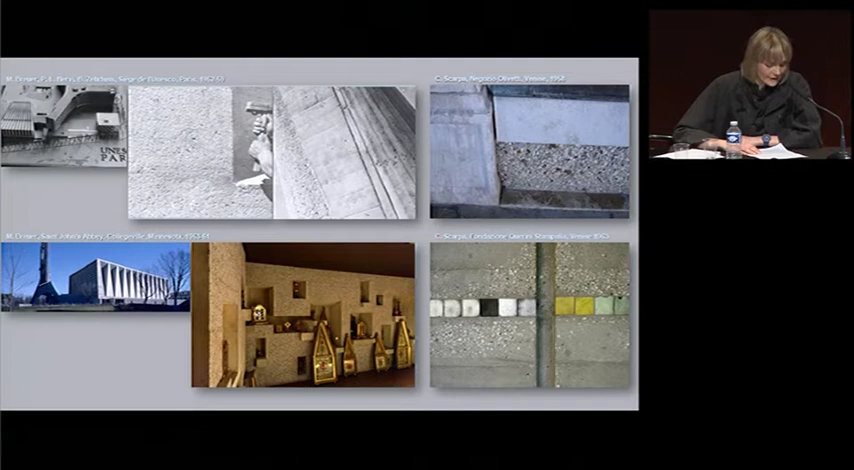 M. Breuer, P. L. Nervi, B. Zehrfuss, Siège de l'Unesco, Paris, 1952-58
C. Scarpa, Negozio Olivetti, Venise, 1958
UNES
PAR
M. Breuer, Saint John's Abbey, Collegeville, Minnesota, 1953-61
C. Scarpa, Fondazione Querini Stampalia, Venise 1963